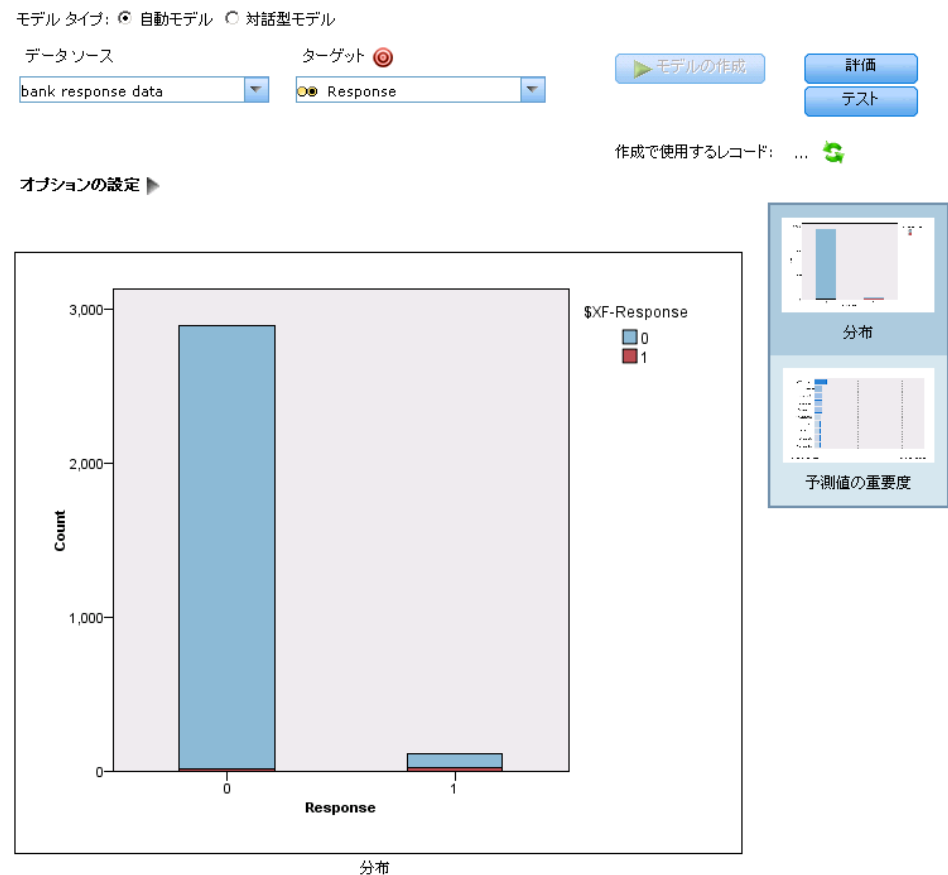 モデル タイプ: 自動モデル 対話型モデル
データ ソース
ターゲット
bank response data
Response
モデルの作成
評価
テスト
作成で使用するレコード: ...
オプションの設定
3,000
2,000
1,000
0
Count
0
1
Response
$XF-Response
0
1
分布
分布
予測値の重要度